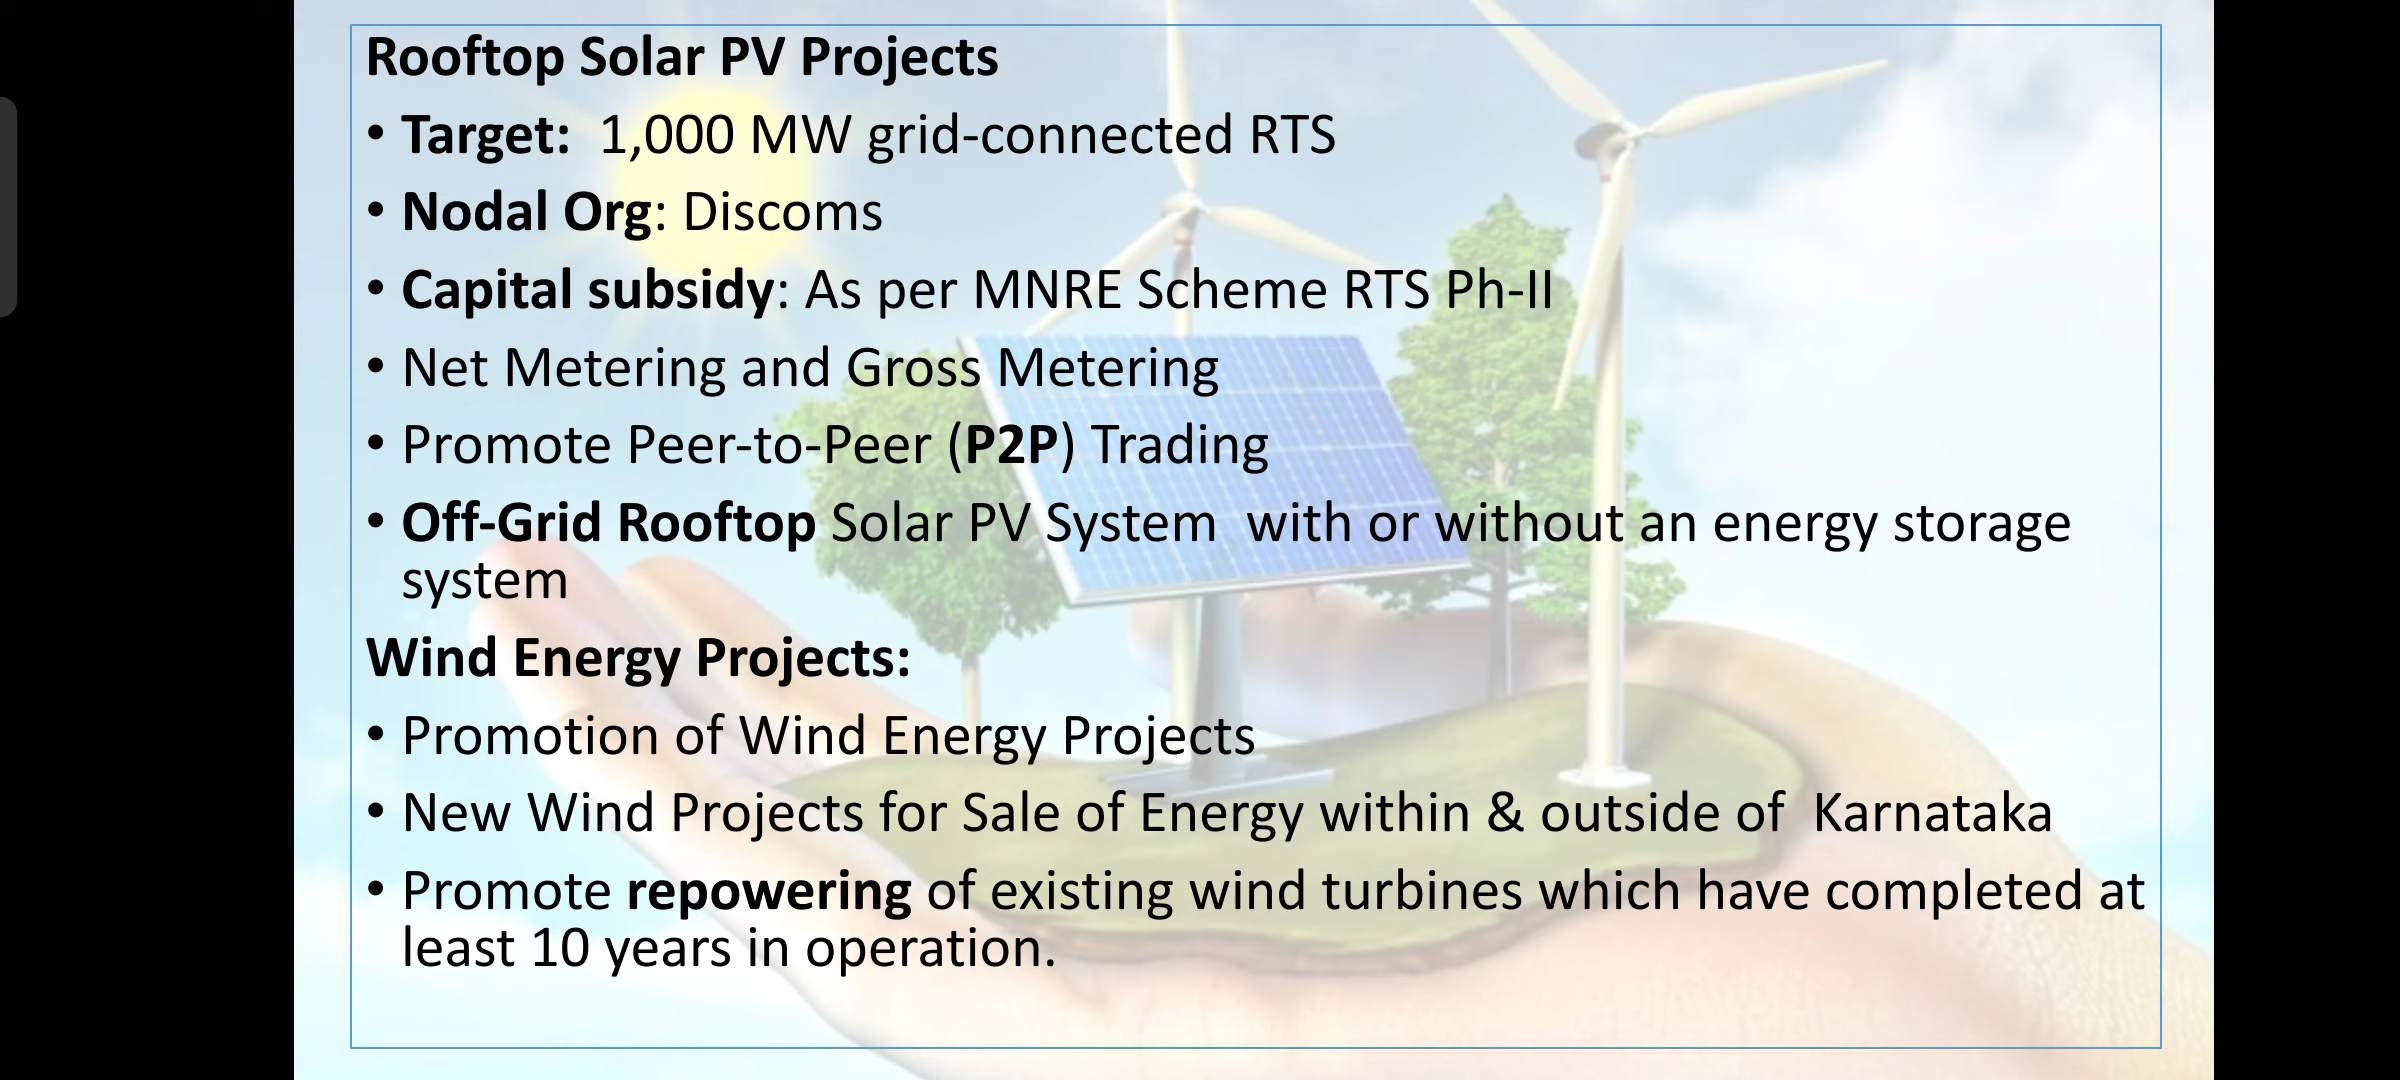 Rooftop Solar PV Projects
• Target:  1,000 MW grid-connected RTS
• Nodal Org: Discoms
• Capital subsidy: As per MNRE Scheme RTS Ph-II
• Net Metering and Gross Metering
• Promote Peer-to-Peer (P2P) Trading
• Off-Grid Rooftop Solar PV System  with or without an energy storage
system
Wind Energy Projects:
• Promotion of Wind Energy Projects
• New Wind Projects for Sale of Energy within & outside of  Karnataka
• Promote repowering of existing wind turbines which have completed at
least 10 years in operation.